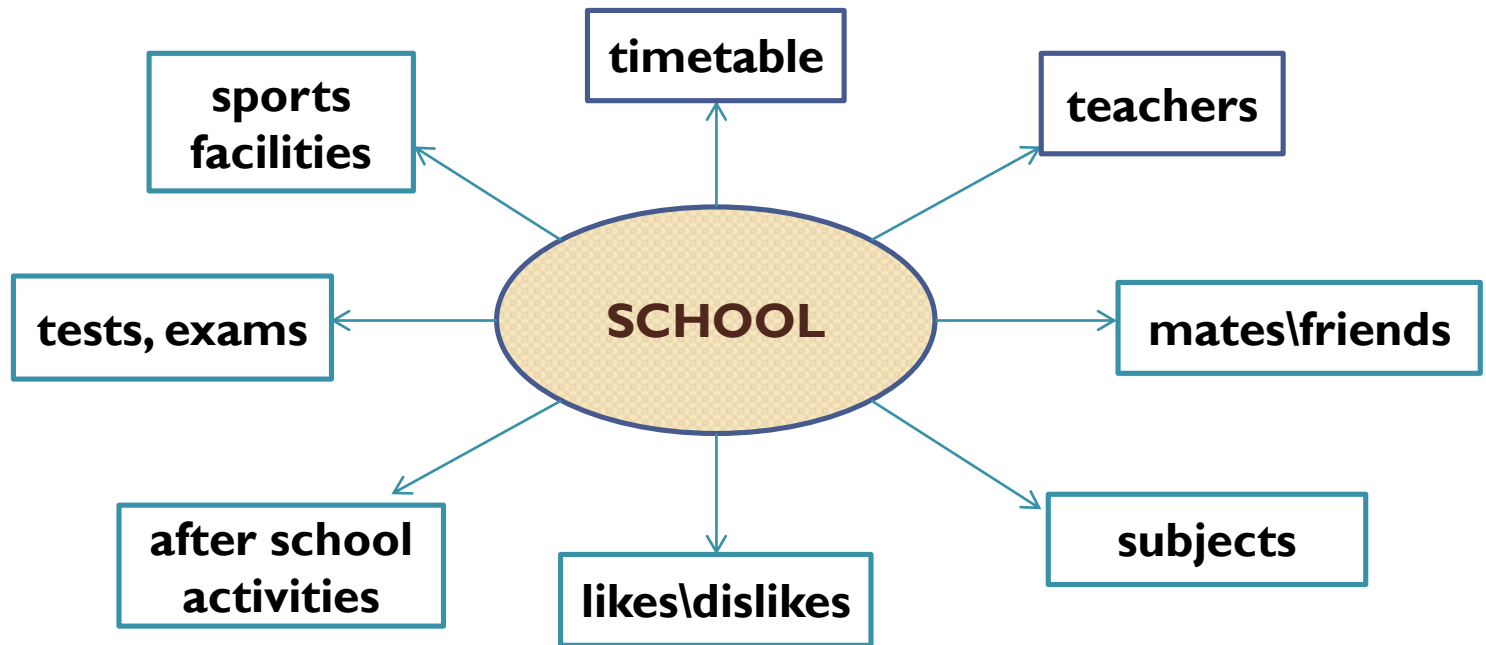 timetable
sports
facilities
teachers
SCHOOL
tests, exams
mates\friends
after school
activities
likes\dislikes
subjects